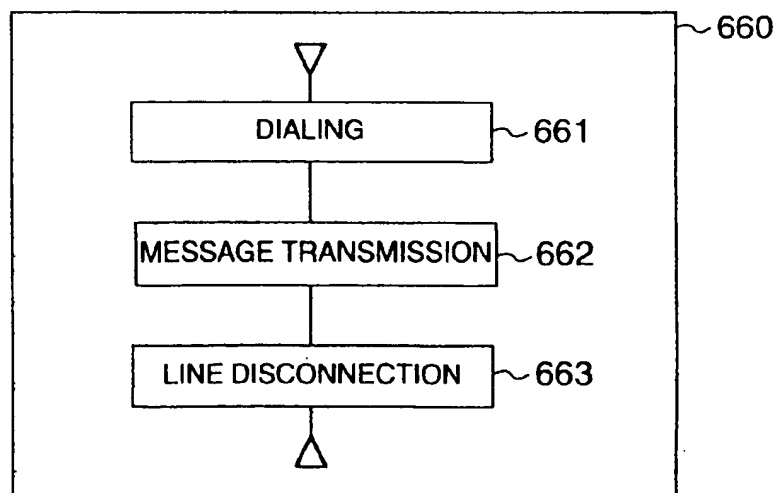 660
DIALING 661
MESSAGE TRANSMISSION 662
LINE DISCONNECTION 663